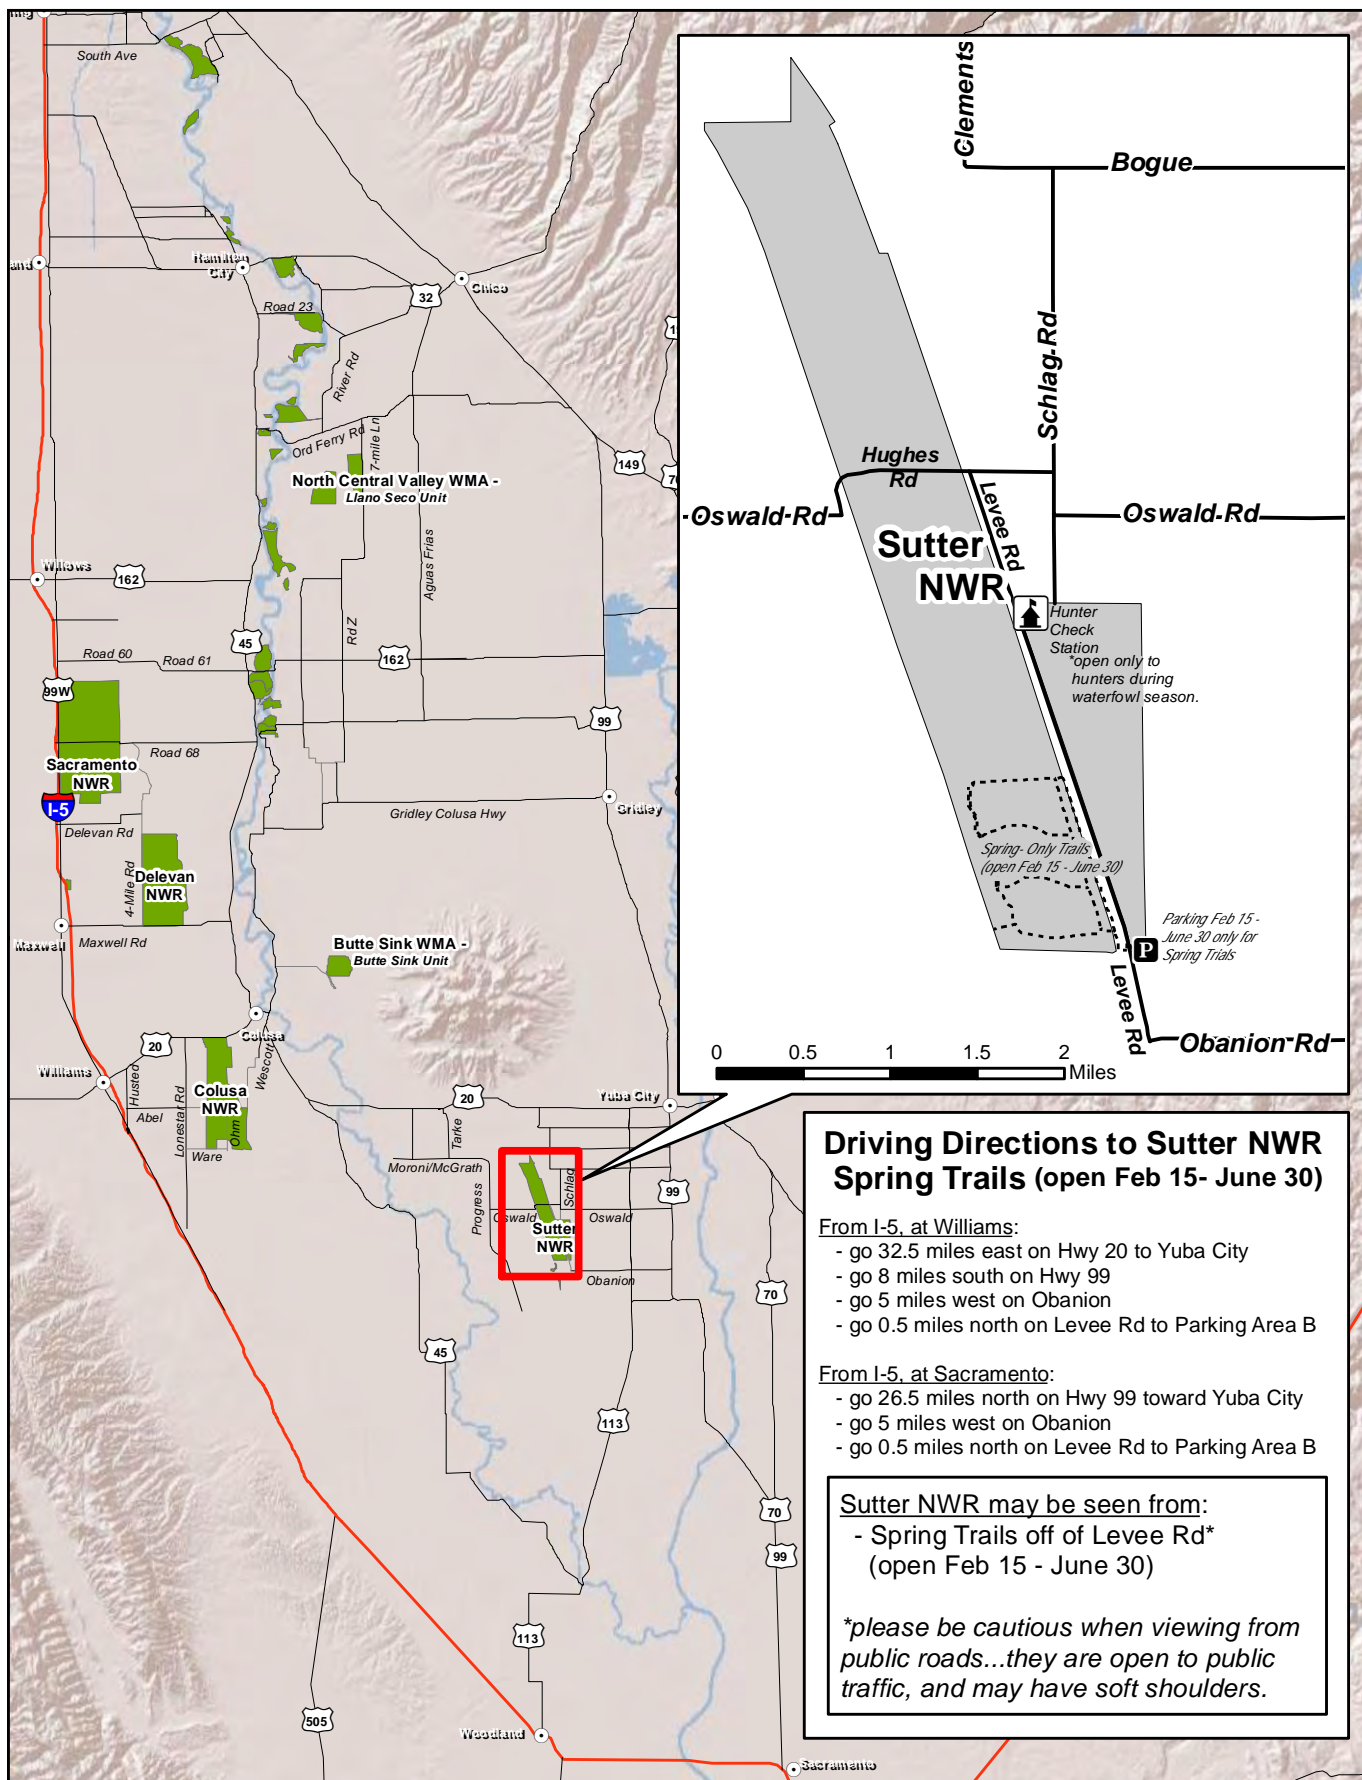 South Ave
Hamilton
City
Chico
32
Road 23
River Rd
Ord Ferry Rd
7-mile Ln
North Central Valley WMA -
Llano Seco Unit
149
Aguas Frias
Willows
162
Rd Z
45
Road 60
Road 61
162
99W
99
Road 68
Sacramento
NWR
I-5
Gridley
Gridley Colusa Hwy
Delevan Rd
4-Mile Rd
Delevan
NWR
Maxwell
Maxwell Rd
Butte Sink WMA -
Butte Sink Unit
Colusa
20
Wescott
Williams
Husted
Abel
Lonestar Rd
Colusa
NWR
Ohm
Ware
20
Yuba City
Tarke
Moroni/McGrath
Progress
Schlag
99
Oswald
Oswald
Sutter
NWR
Obanion
70
45
113
70
99
113
505
Woodland
Sacramento
Clements
Bogue
Schlag Rd
Hughes
Rd
Oswald Rd
Levee Rd
Oswald Rd
Sutter
NWR
Hunter
Check
Station
*open only to
hunters during
waterfowl season.
Spring- Only Trails
(open Feb 15 - June 30)
Parking Feb 15 -
June 30 only for
Spring Trials
P
Levee Rd
Obanion Rd
0 0.5 1 1.5 2
Miles
Driving Directions to Sutter NWR
Spring Trails (open Feb 15- June 30)
From I-5, at Williams:
- go 32.5 miles east on Hwy 20 to Yuba City
- go 8 miles south on Hwy 99
- go 5 miles west on Obanion
- go 0.5 miles north on Levee Rd to Parking Area B
From I-5, at Sacramento:
- go 26.5 miles north on Hwy 99 toward Yuba City
- go 5 miles west on Obanion
- go 0.5 miles north on Levee Rd to Parking Area B
Sutter NWR may be seen from:
- Spring Trails off of Levee Rd*
(open Feb 15 - June 30)
*please be cautious when viewing from
public roads...they are open to public
traffic, and may have soft shoulders.